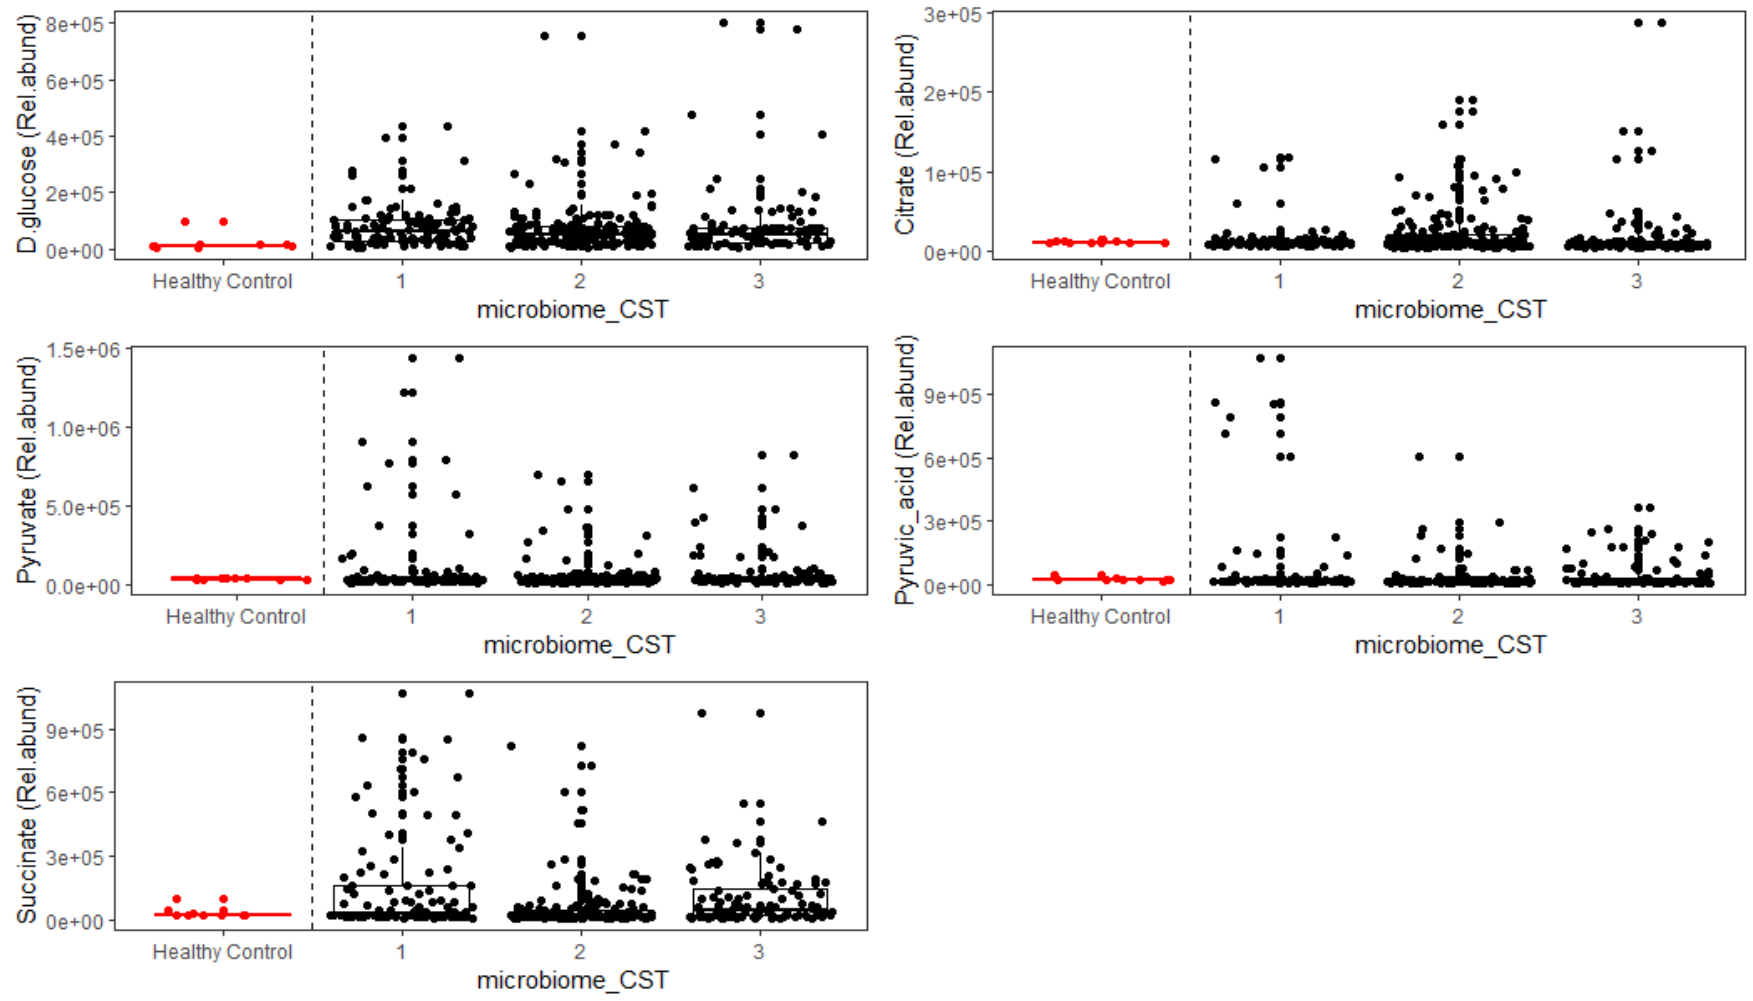 D.glucose (Rel.abund)
8e+05
6e+05
4e+05
2e+05
0e+00
Healthy Control 1 2 3
microbiome_CST
Citrate (Rel.abund)
3e+05
2e+05
1e+05
0e+00
Healthy Control 1 2 3
microbiome_CST
Pyruvate (Rel.abund)
1.5e+06
1.0e+06
5.0e+05
0.0e+00
Healthy Control 1 2 3
microbiome_CST
Pyruvic_acid (Rel.abund)
9e+05
6e+05
3e+05
0e+00
Healthy Control 1 2 3
microbiome_CST
Succinate (Rel.abund)
9e+05
6e+05
3e+05
0e+00
Healthy Control 1 2 3
microbiome_CST